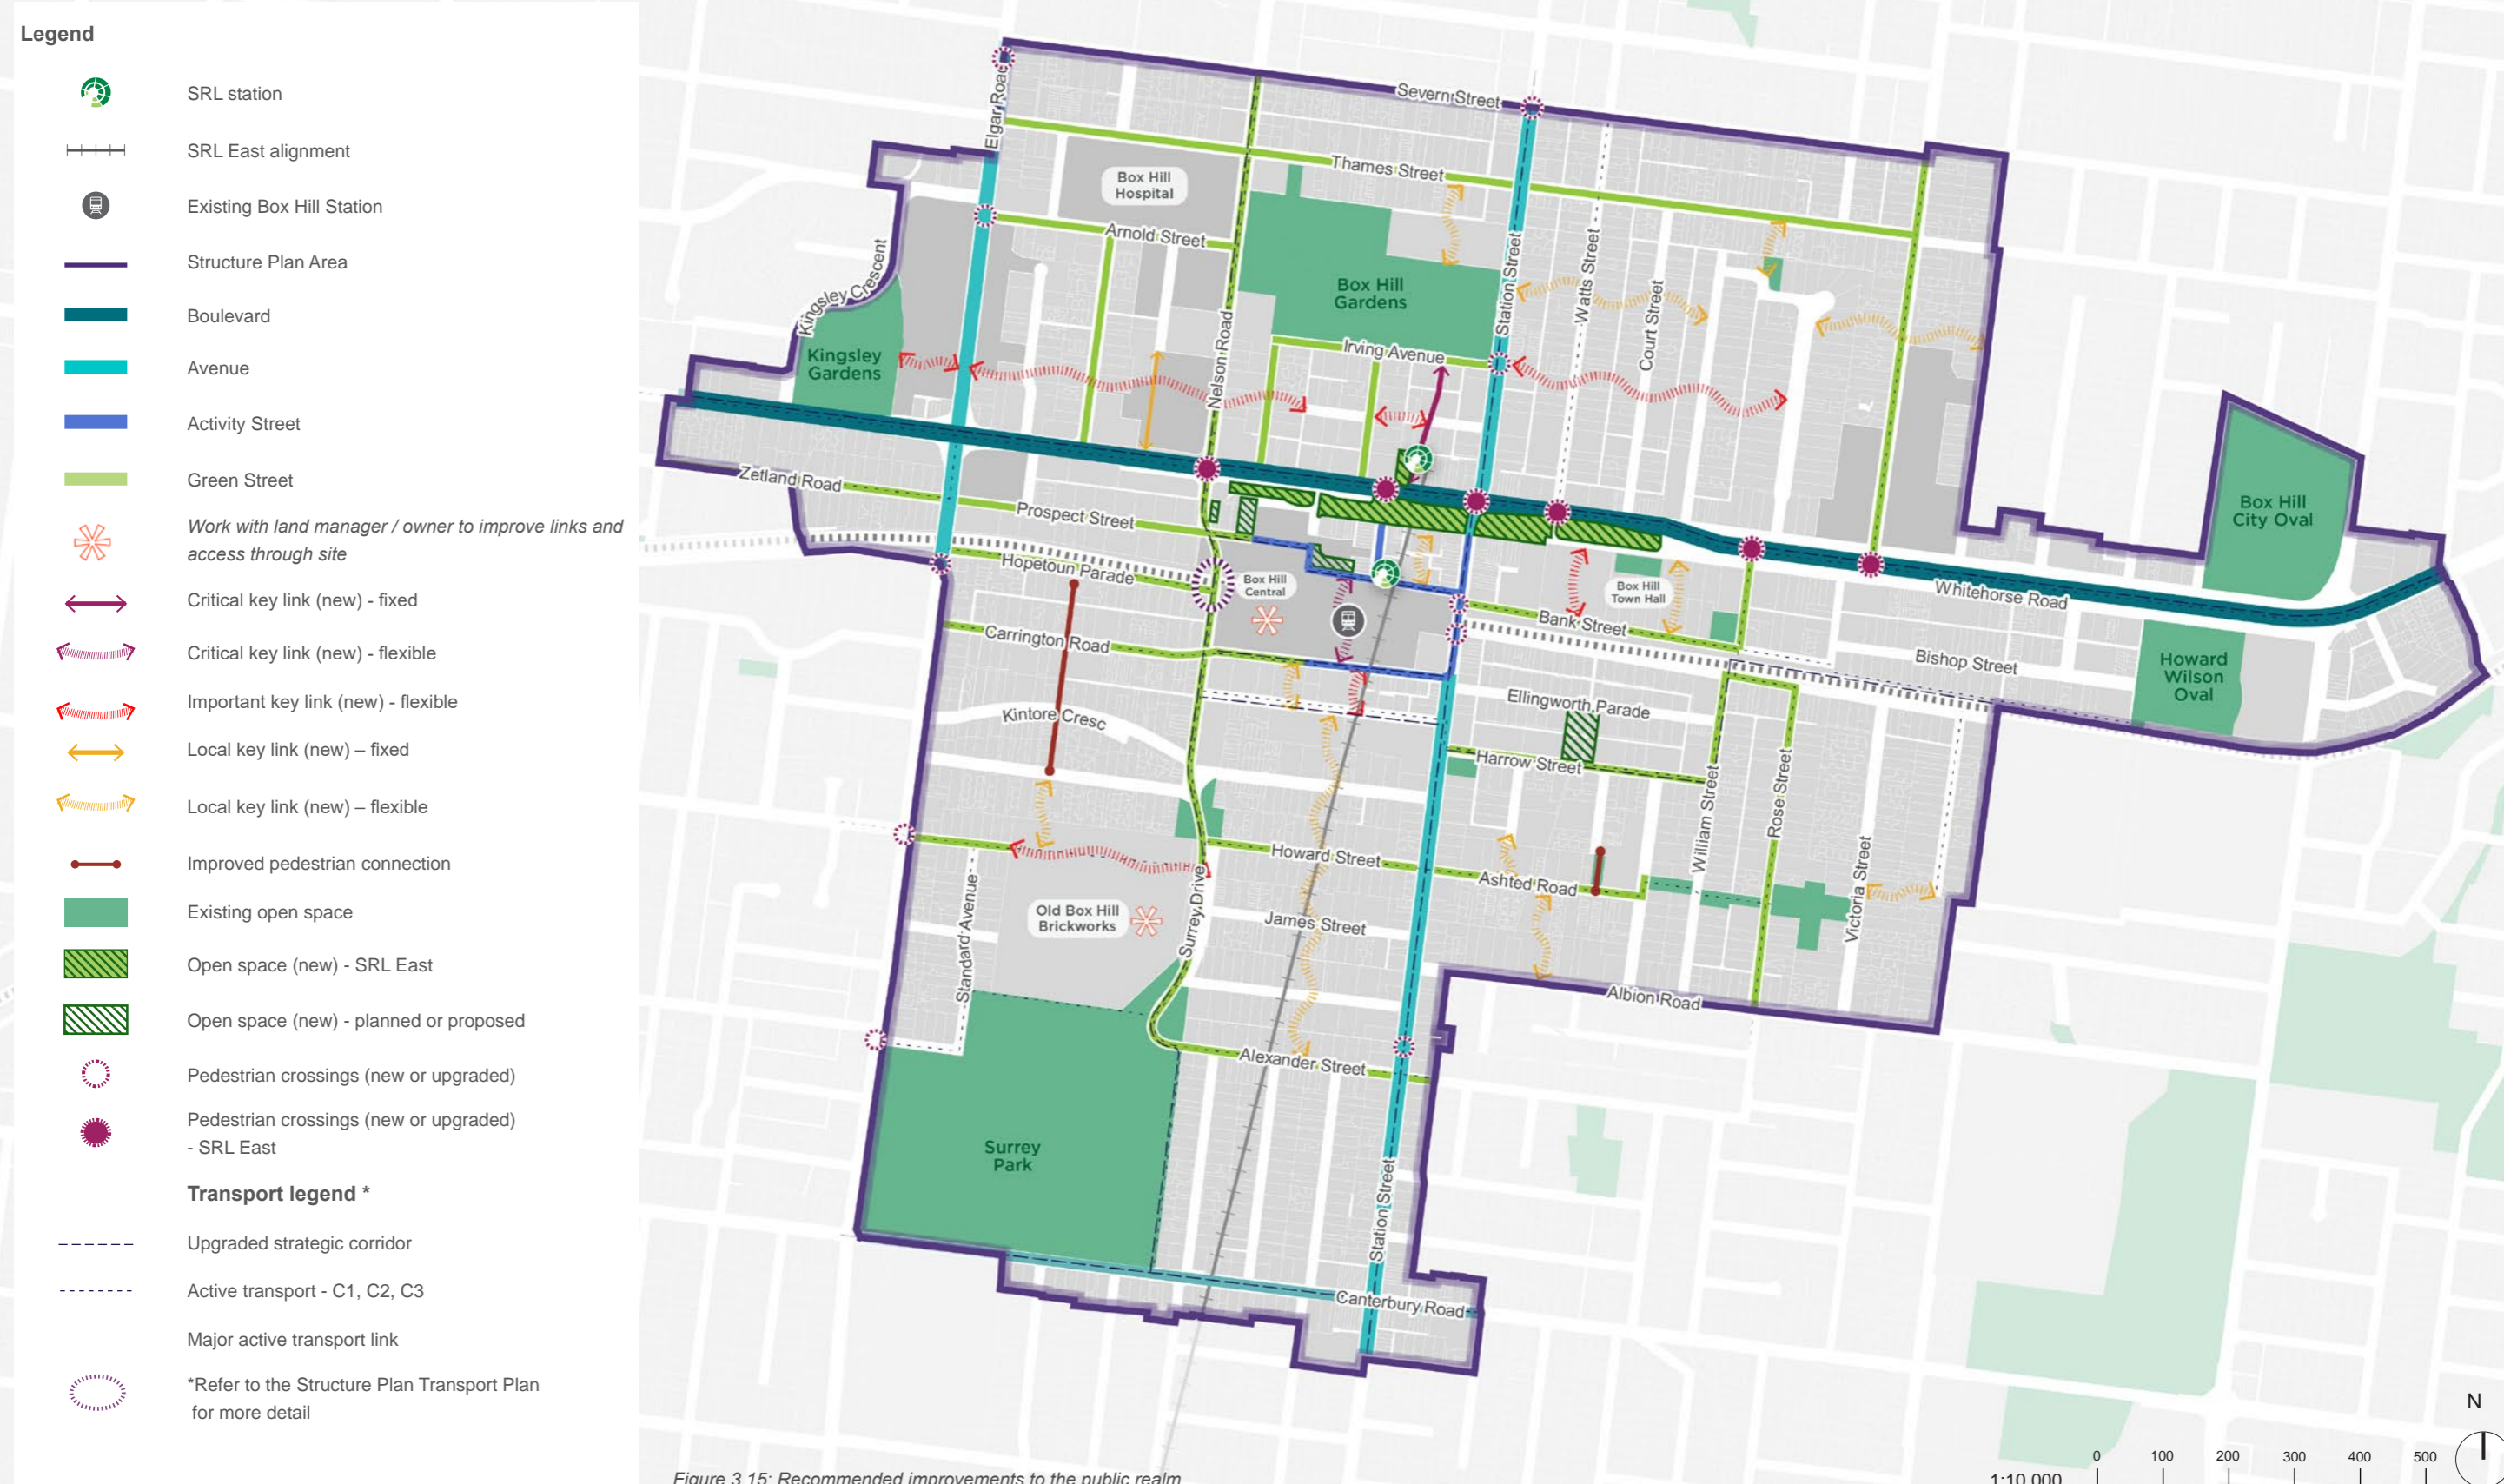 Legend
SRL station
SRL East alignment
Existing Box Hill Station
Structure Plan Area
Boulevard
Avenue
Activity Street
Green Street
Work with land manager / owner to improve links and
access through site
Critical key link (new) - fixed
Critical key link (new) - flexible
Important key link (new) - flexible
Local key link (new) – fixed
Local key link (new) – flexible
Improved pedestrian connection
Existing open space
Open space (new) - SRL East
Open space (new) - planned or proposed
Pedestrian crossings (new or upgraded)
Pedestrian crossings (new or upgraded)
- SRL East
Transport legend *
Upgraded strategic corridor
Active transport - C1, C2, C3
Major active transport link
*Refer to the Structure Plan Transport Plan
for more detail
Elgar Road
Severn Street
Thames Street
Box Hill
Hospital
Arnold Street
Kingsley Crescent
Kingsley
Gardens
Box Hill
Gardens
Station Street
Watts Street
Court Street
Nelson Road
Irving Avenue
Zetland Road
Prospect Street
Hopetoun Parade
Box Hill
Central
Box Hill
Town Hall
Box Hill
City Oval
Whitehorse Road
Bank Street
Carrington Road
Bishop Street
Howard
Wilson
Oval
Kintore Cresc
Ellingworth Parade
Harrow Street
William Street
Rose Street
Victoria Street
Howard Street
Ashted Road
Old Box Hill
Brickworks
James Street
Surrey Drive
Standard Avenue
Albion Road
Alexander Street
Surrey
Park
Station Street
Canterbury Road
N
1:10,000
0 100 200 300 400 500
Figure 3.15: Recommended improvements to the public realm